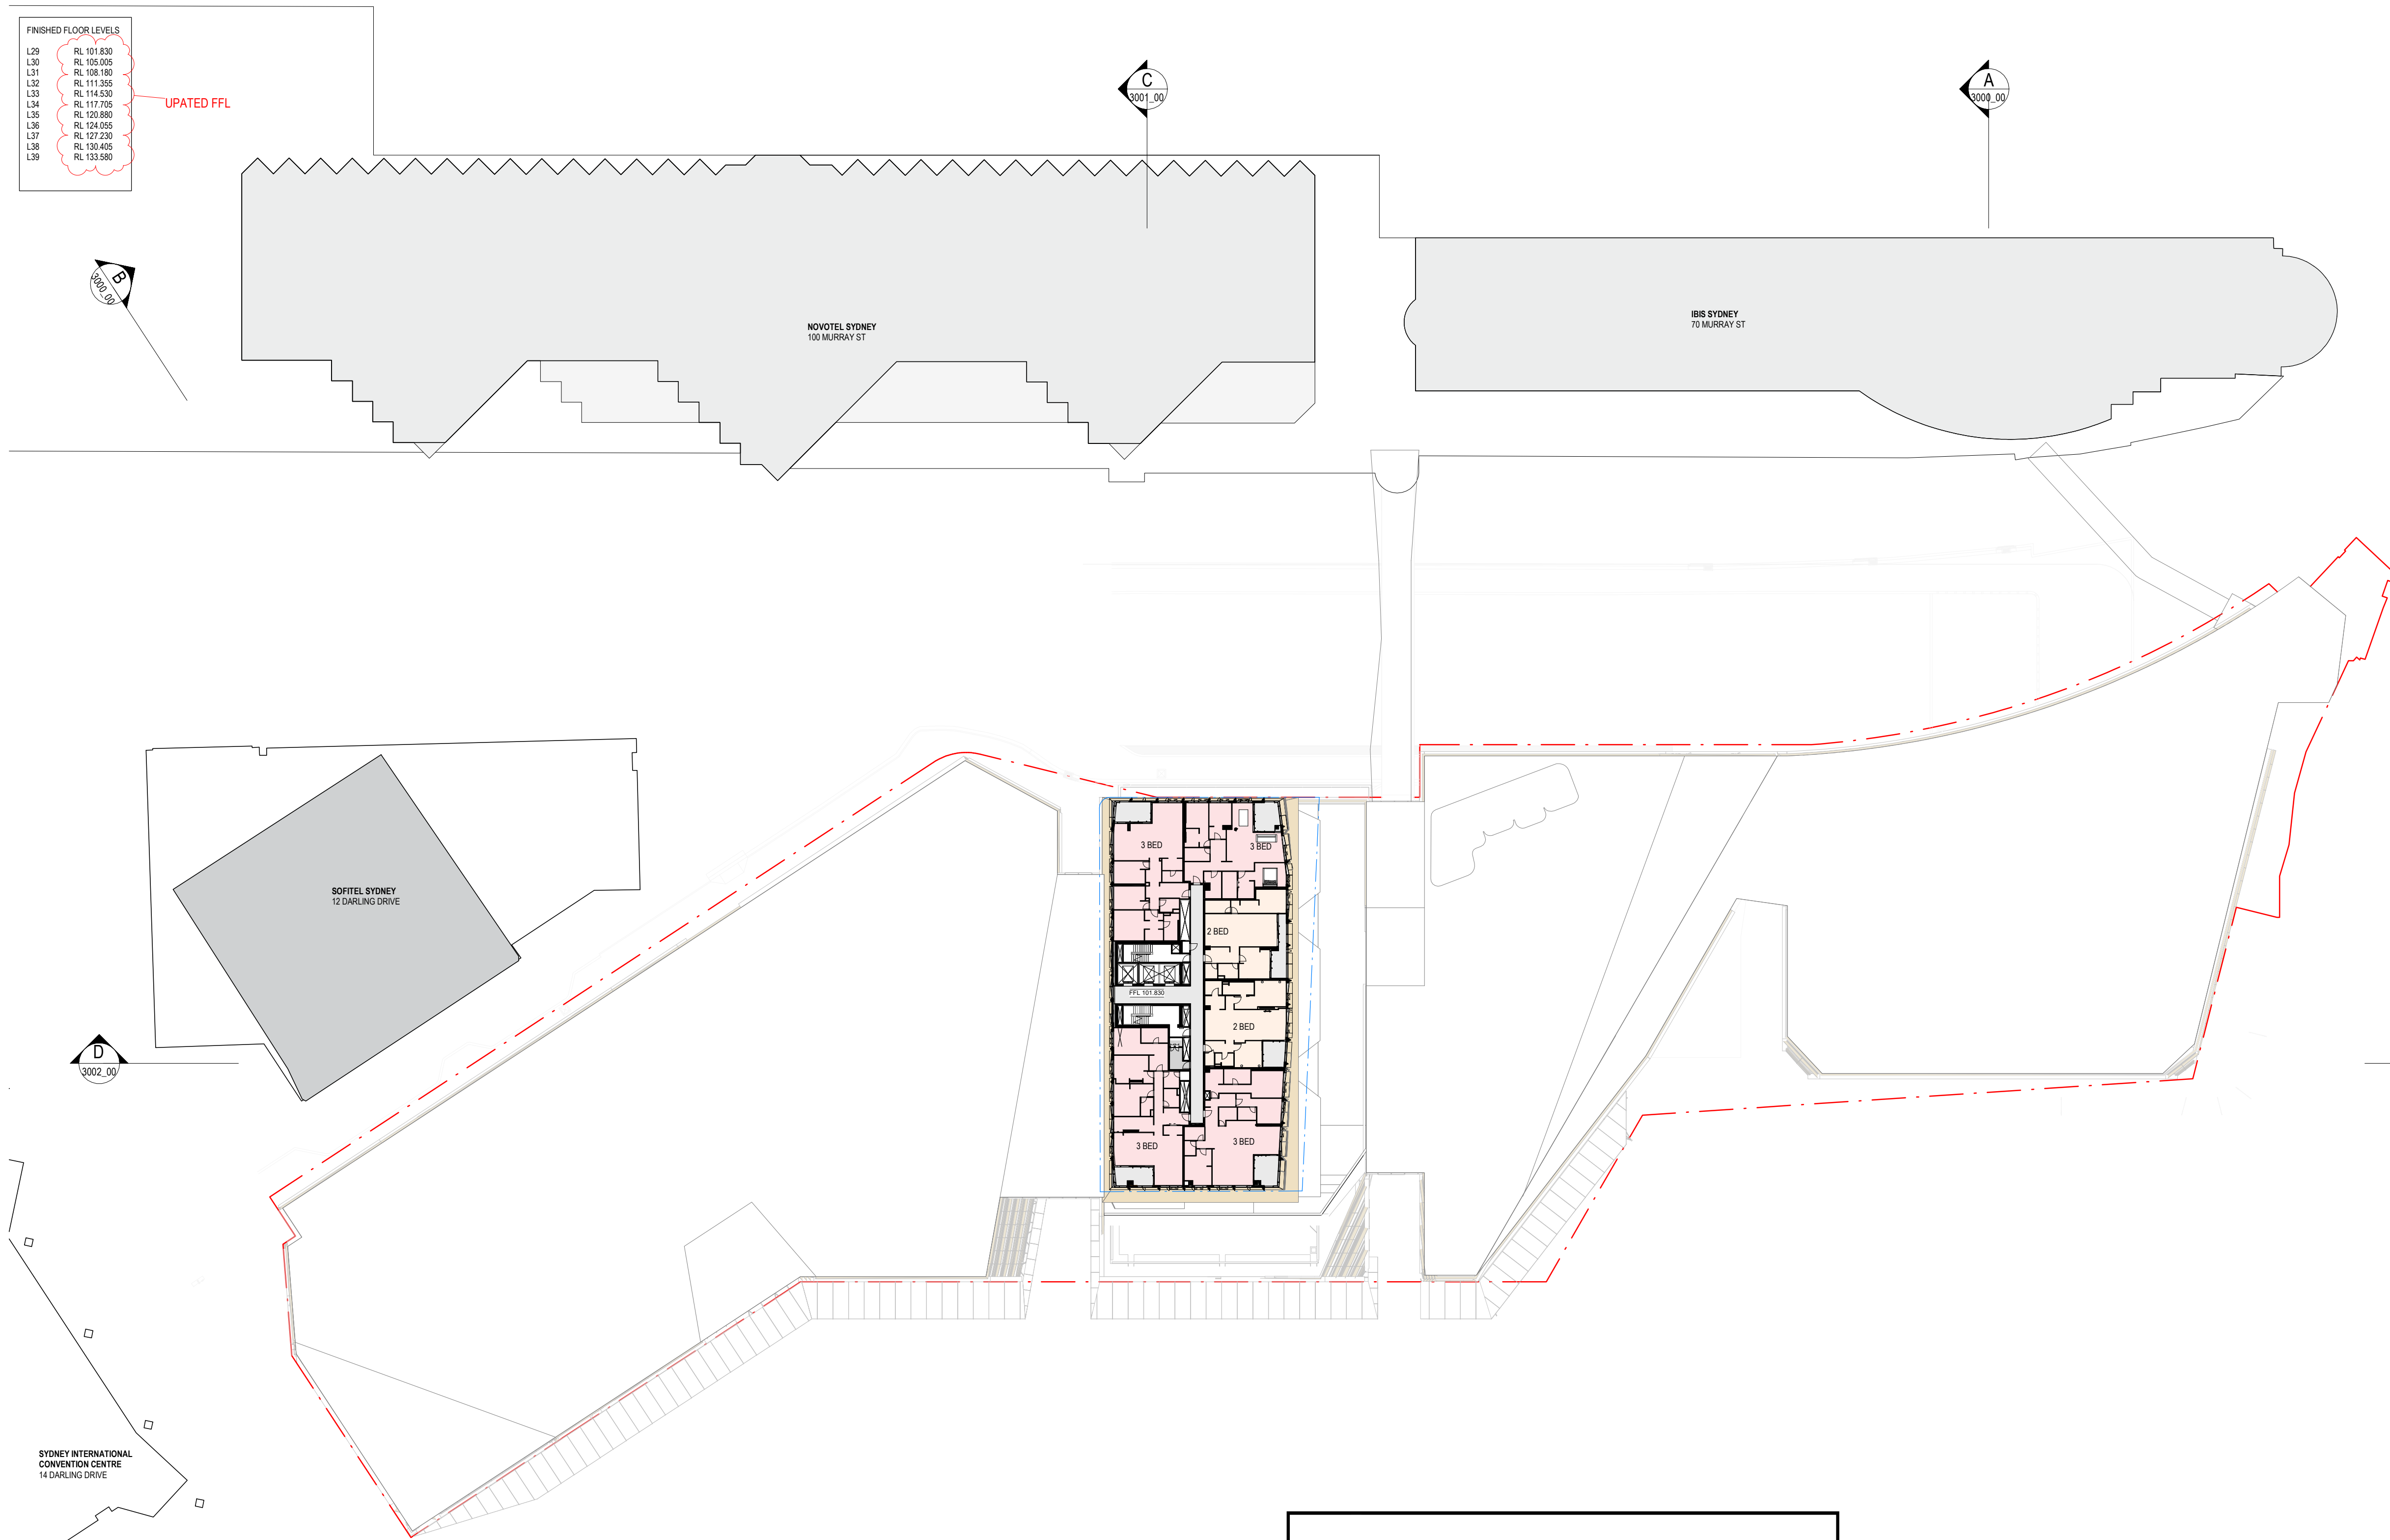 FINISHED FLOOR LEVELS
L29 RL 101.830
L30 RL 105.005
L31 RL 108.180
L32 RL 111.355
L33 RL 114.530
L34 RL 117.705
L35 RL 120.880
L36 RL 124.055
L37 RL 127.230
L38 RL 130.405
L39 RL 133.580
UPATED FFL
C
3001_00
A
3000_00
B
3000_00
NOVOTEL SYDNEY
100 MURRAY ST
IBIS SYDNEY
70 MURRAY ST
SOFITEL SYDNEY
12 DARLING DRIVE
3 BED
3 BED
2 BED
FFL 101.830
2 BED
3 BED
3 BED
D
3002_00
SYDNEY INTERNATIONAL
CONVENTION CENTRE
14 DARLING DRIVE